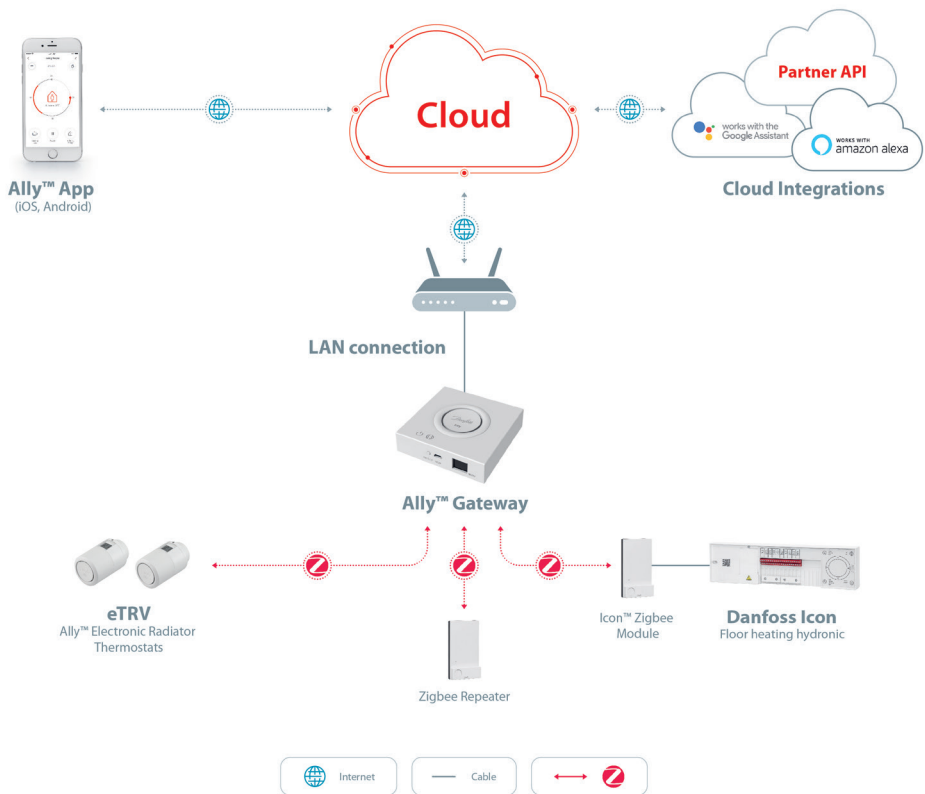 Cloud
Partner API
works with the
Google Assistant
WORKS WITH
amazon alexa
Ally™ App
(iOS, Android)
Cloud Integrations
LAN connection
Ally™ Gateway
eTRV
Ally™ Electronic Radiator
Thermostats
Zigbee Repeater
Icon™ Zigbee
Module
Danfoss Icon
Floor heating hydronic
Internet
Cable